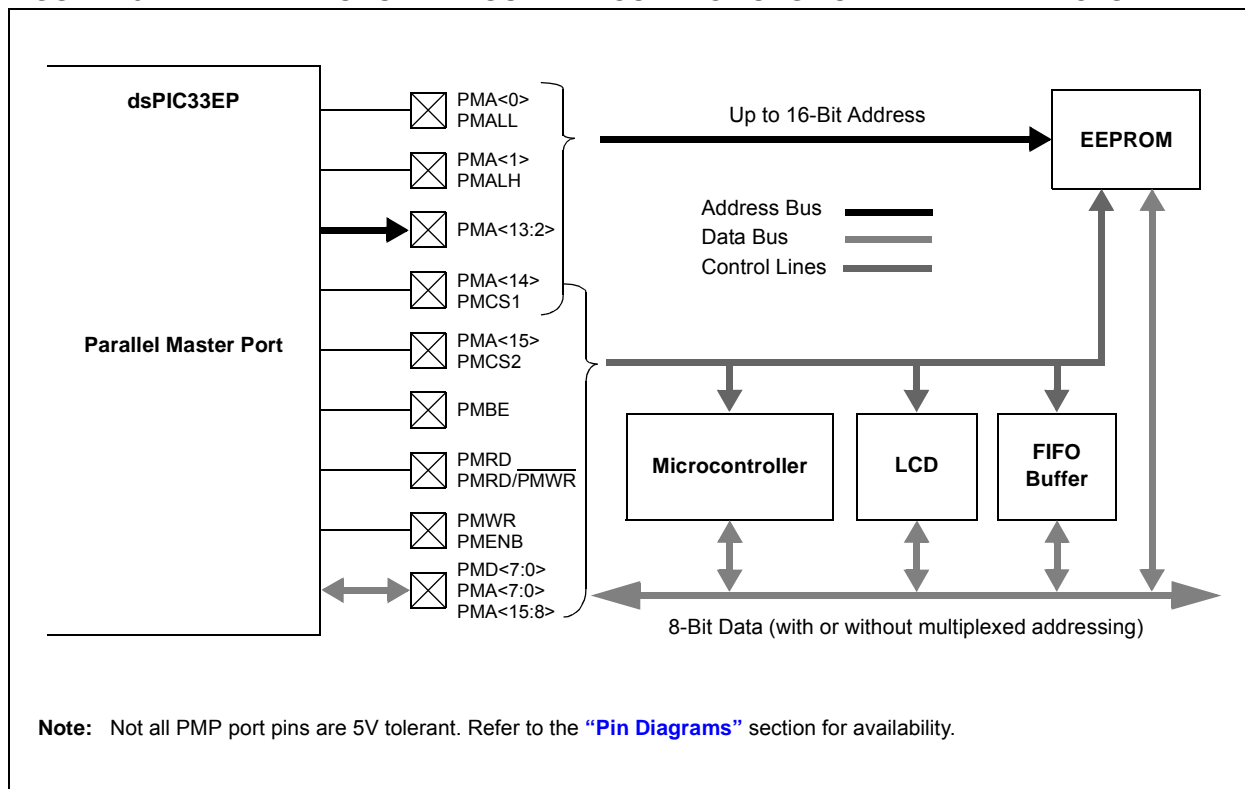 dsPIC33EP
Parallel Master Port
PMA<0>
PMALL
PMA<1>
PMALH
PMA<13:2>
PMA<14>
PMCS1
PMA<15>
PMCS2
PMBE
PMRD
PMRD/PMWR
PMWR
PMENB
PMD<7:0>
PMA<7:0>
PMA<15:8>
Up to 16-Bit Address
EEPROM
Address Bus
Data Bus
Control Lines
Microcontroller
LCD
FIFO
Buffer
8-Bit Data (with or without multiplexed addressing)
Note: Not all PMP port pins are 5V tolerant. Refer to the “Pin Diagrams” section for availability.